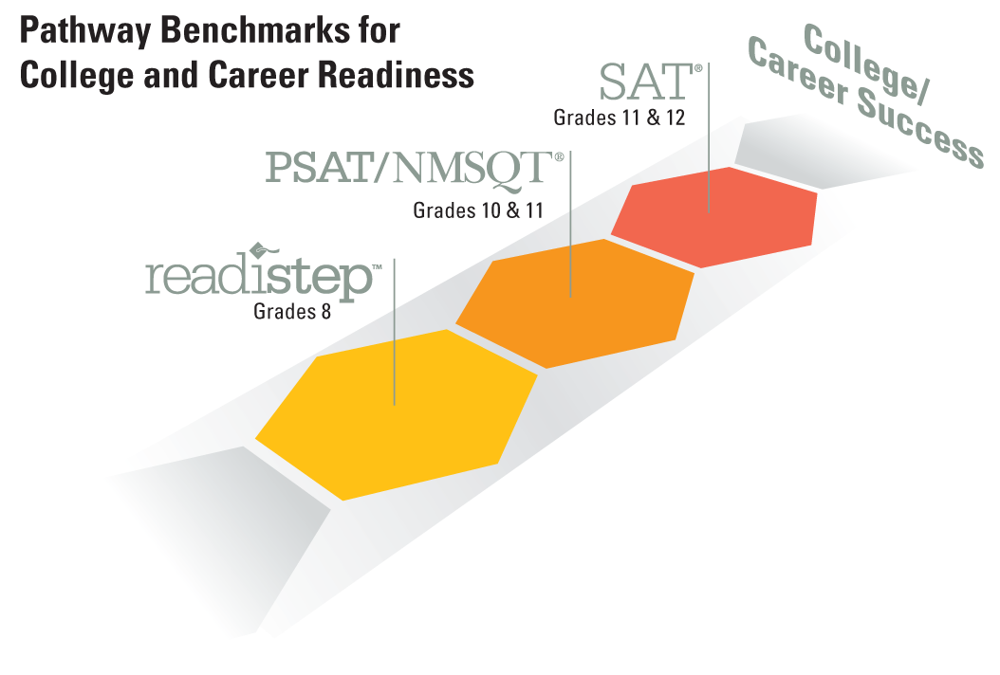 Pathway Benchmarks for
College and Career Readiness
College/
Career Success
SAT®
Grades 11 & 12
PSAT/NMSQT®
Grades 10 & 11
readistep™
Grades 8